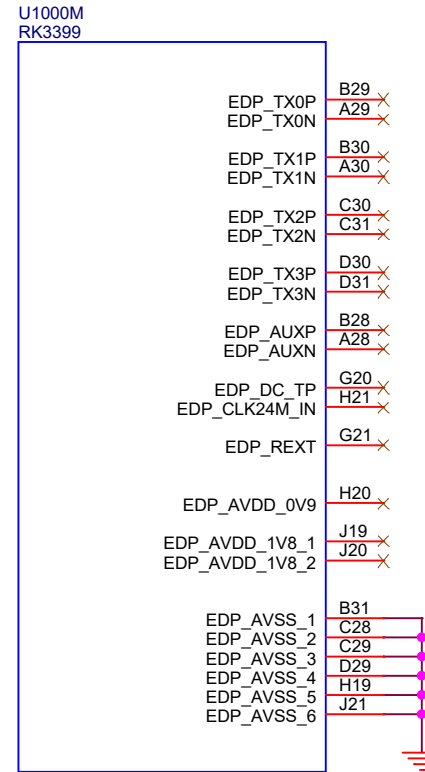 U1000M
RK3399
EDP_TX0P B29
EDP_TX0N A29
EDP_TX1P B30
EDP_TX1N A30
EDP_TX2P C30
EDP_TX2N C31
EDP_TX3P D30
EDP_TX3N D31
EDP_AUXP B28
EDP_AUXN A28
EDP_DC_TP G20
EDP_CLK24M_IN H21
EDP_REXT G21
EDP_AVDD_0V9 H20
EDP_AVDD_1V8_1 J19
EDP_AVDD_1V8_2 J20
EDP_AVSS_1 B31
EDP_AVSS_2 C28
EDP_AVSS_3 C29
EDP_AVSS_4 D29
EDP_AVSS_5 H19
EDP_AVSS_6 J21